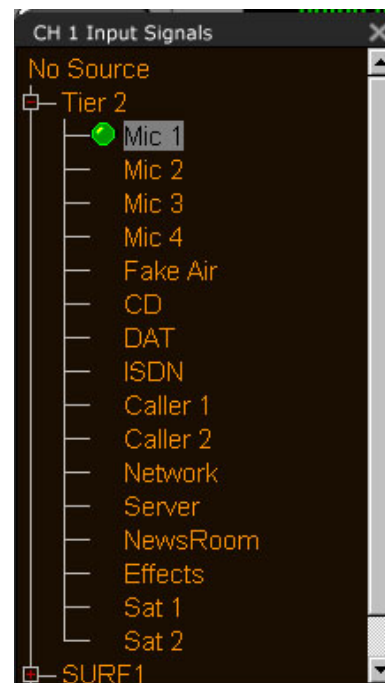 CH 1 Input Signals
No Source
Tier 2
Mic 1
Mic 2
Mic 3
Mic 4
Fake Air
CD
DAT
ISDN
Caller 1
Caller 2
Network
Server
NewsRoom
Effects
Sat 1
Sat 2
SURF1